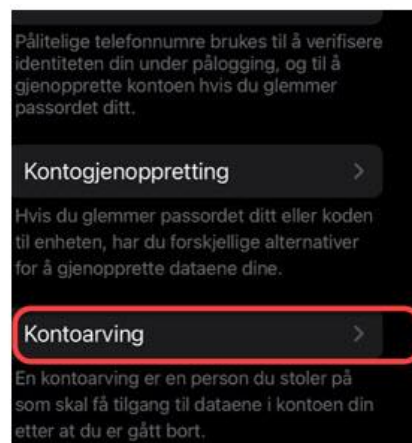 Pålitelige telefonnumre brukes til å verifisere
identiteten din under pålogging, og til å
gjenopprette kontoen hvis du glemmer
passordet ditt.
Kontogjenoppretting
Hvis du glemmer passordet ditt eller koden
til enheten, har du forskjellige alternativer
for å gjenopprette dataene dine.
Kontoarving
En kontoarving er en person du stoler på
som skal få tilgang til dataene i kontoen din
etter at du er gått bort.